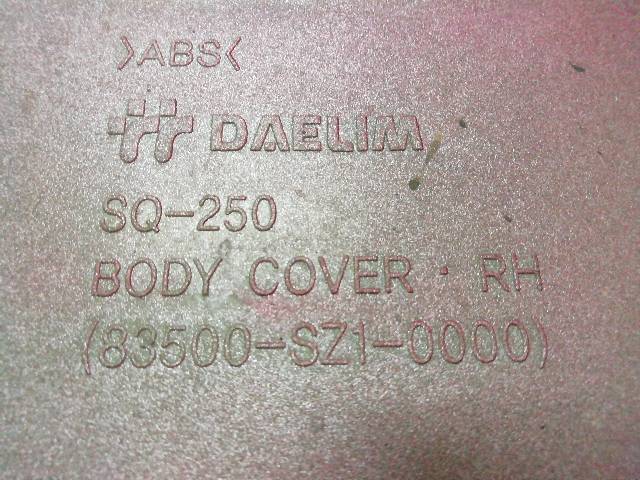 >ABS<
DAELIM
SQ-250
BODY COVER · RH
(83500-SZ1-0000)